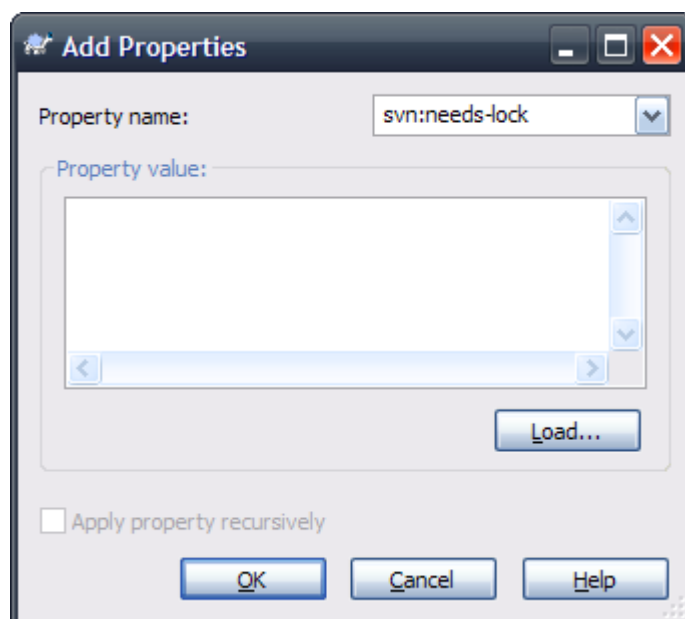 Add Properties
Property name: svn:needs-lock
Property value:
Load...
Apply property recursively
OK Cancel Help